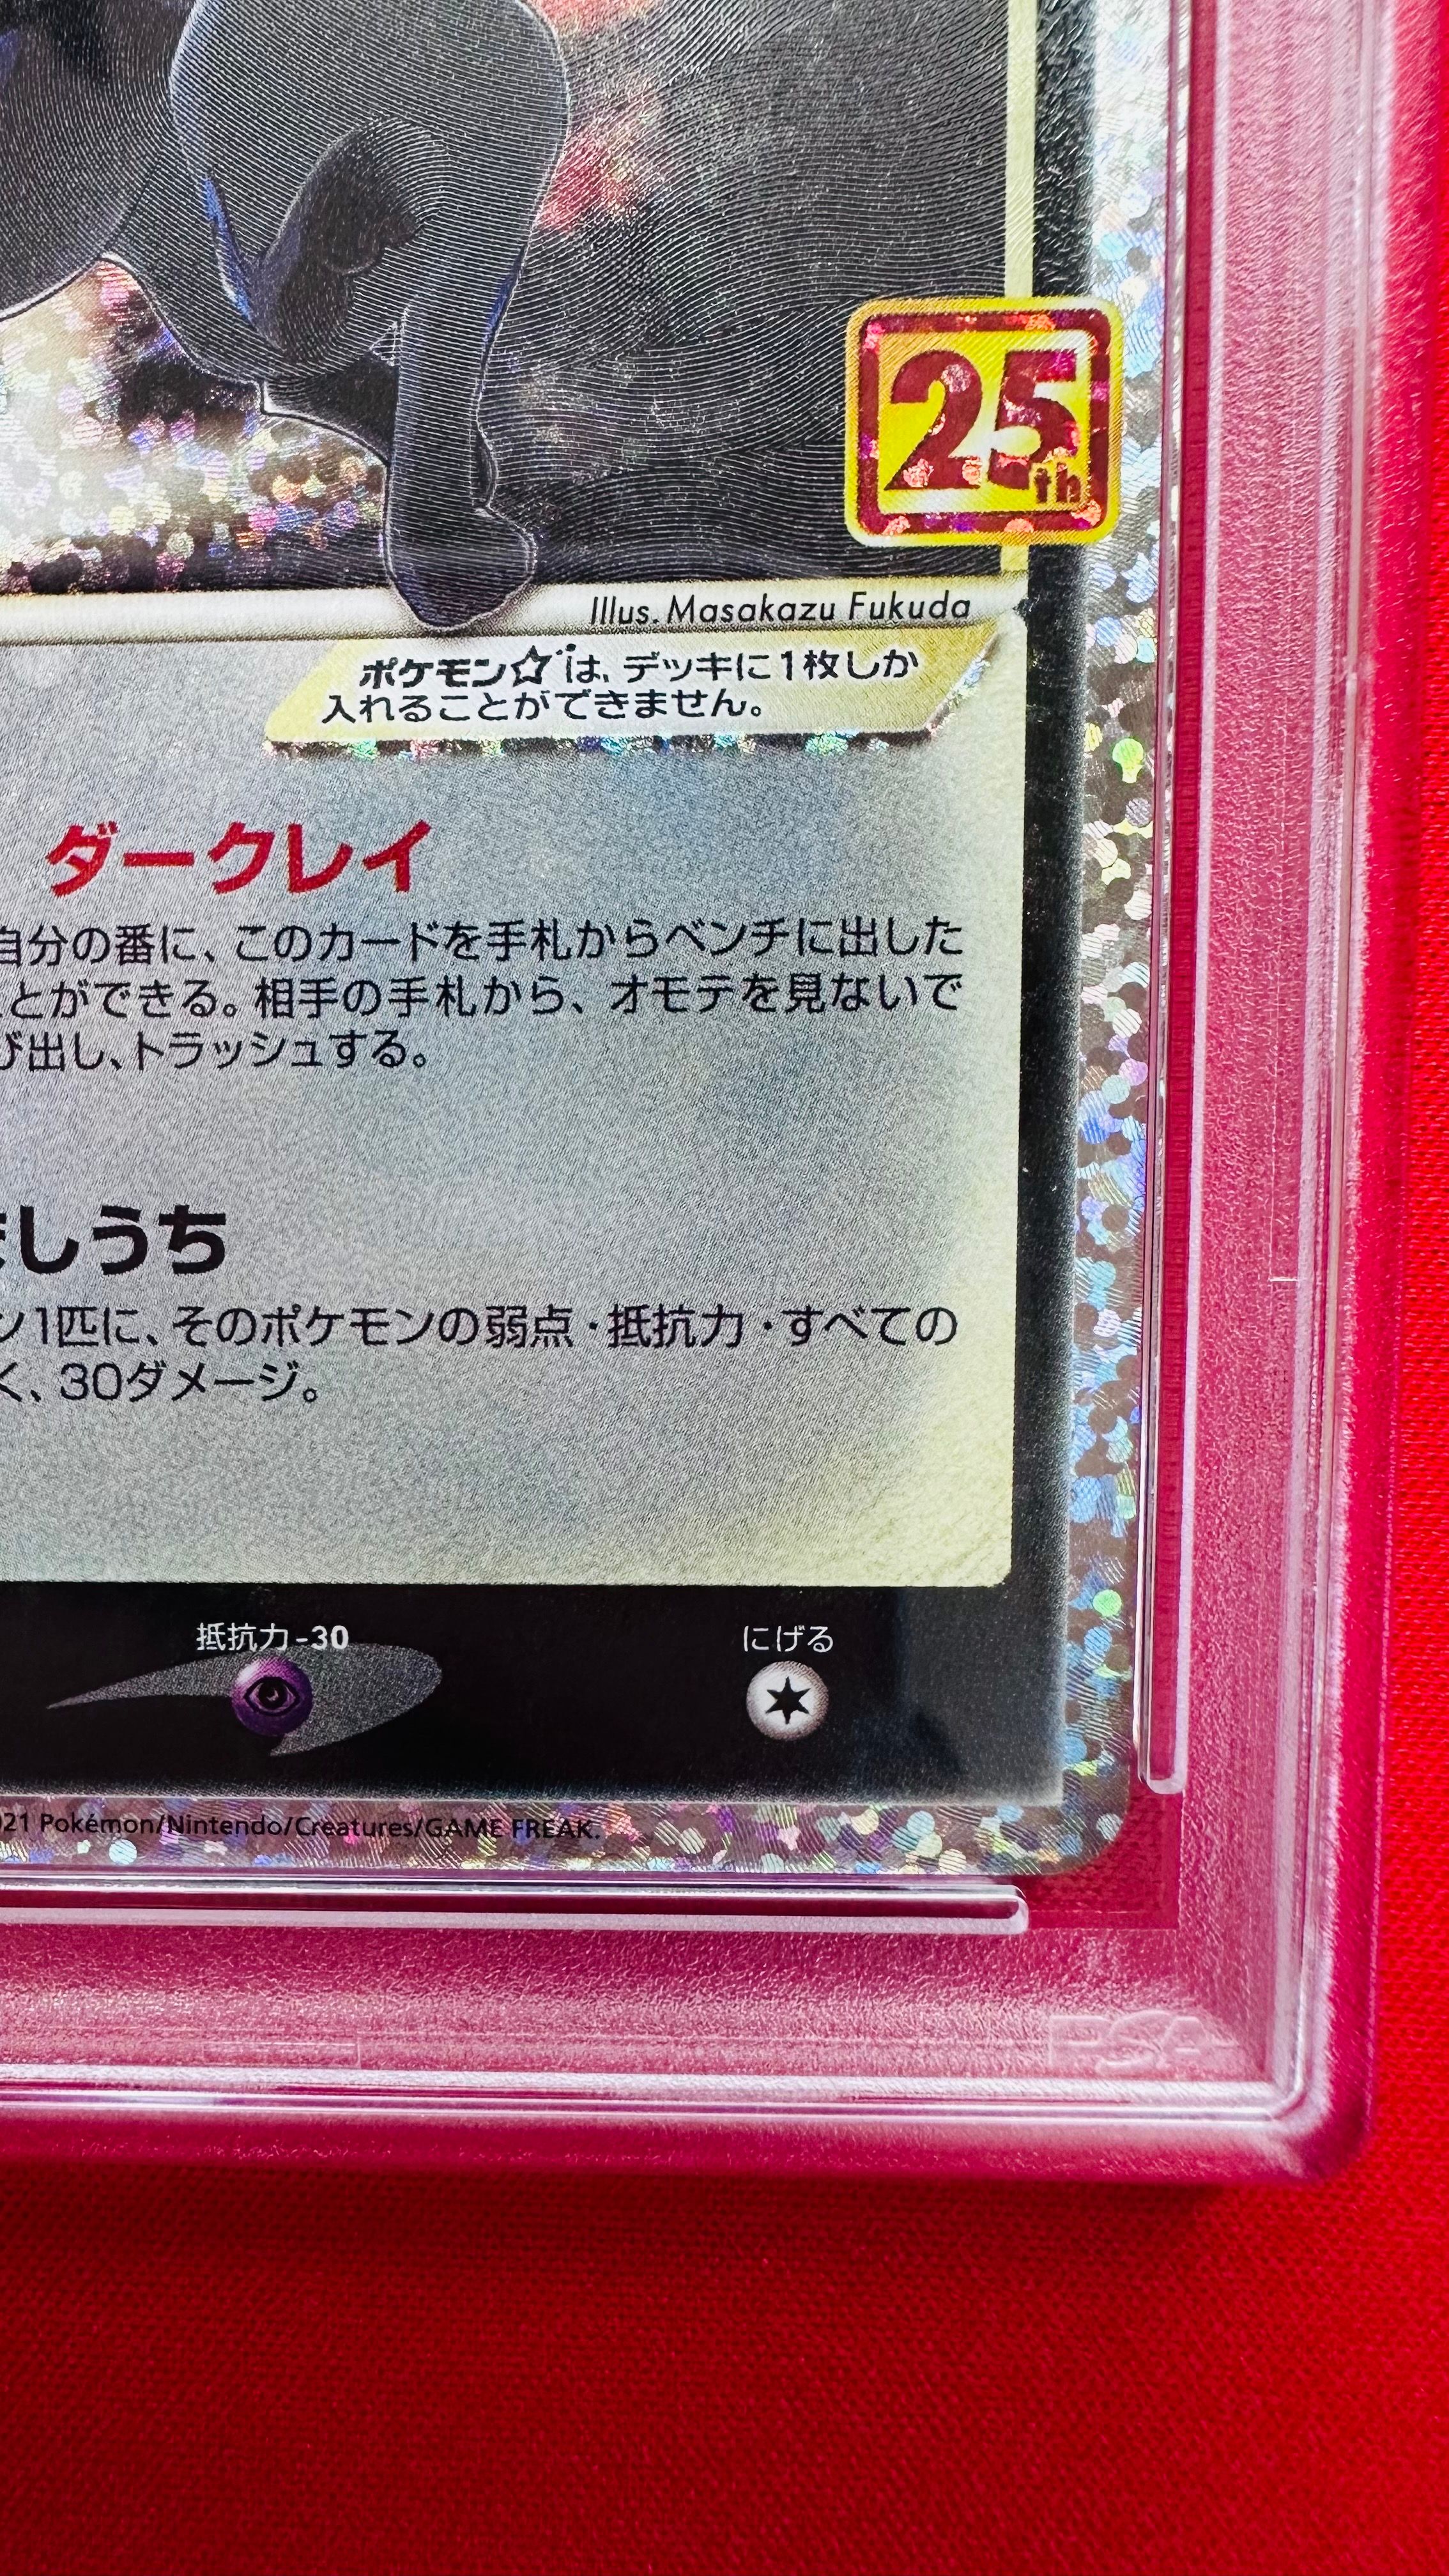 25th
Illus. Masakazu Fukuda
ポケモン☆は、デッキに1枚しか
入れることができません。
ダークレイ
自分の番に、このカードを手札からベンチに出した
とができる。相手の手札から、オモテを見ないで
び出し、トラッシュする。
しうち
ン1匹に、そのポケモンの弱点・抵抗力・すべての
く、30ダメージ。
抵抗力-30
にげる
21 Pokémon/Nintendo/Creatures/GAME FREAK.
PSA